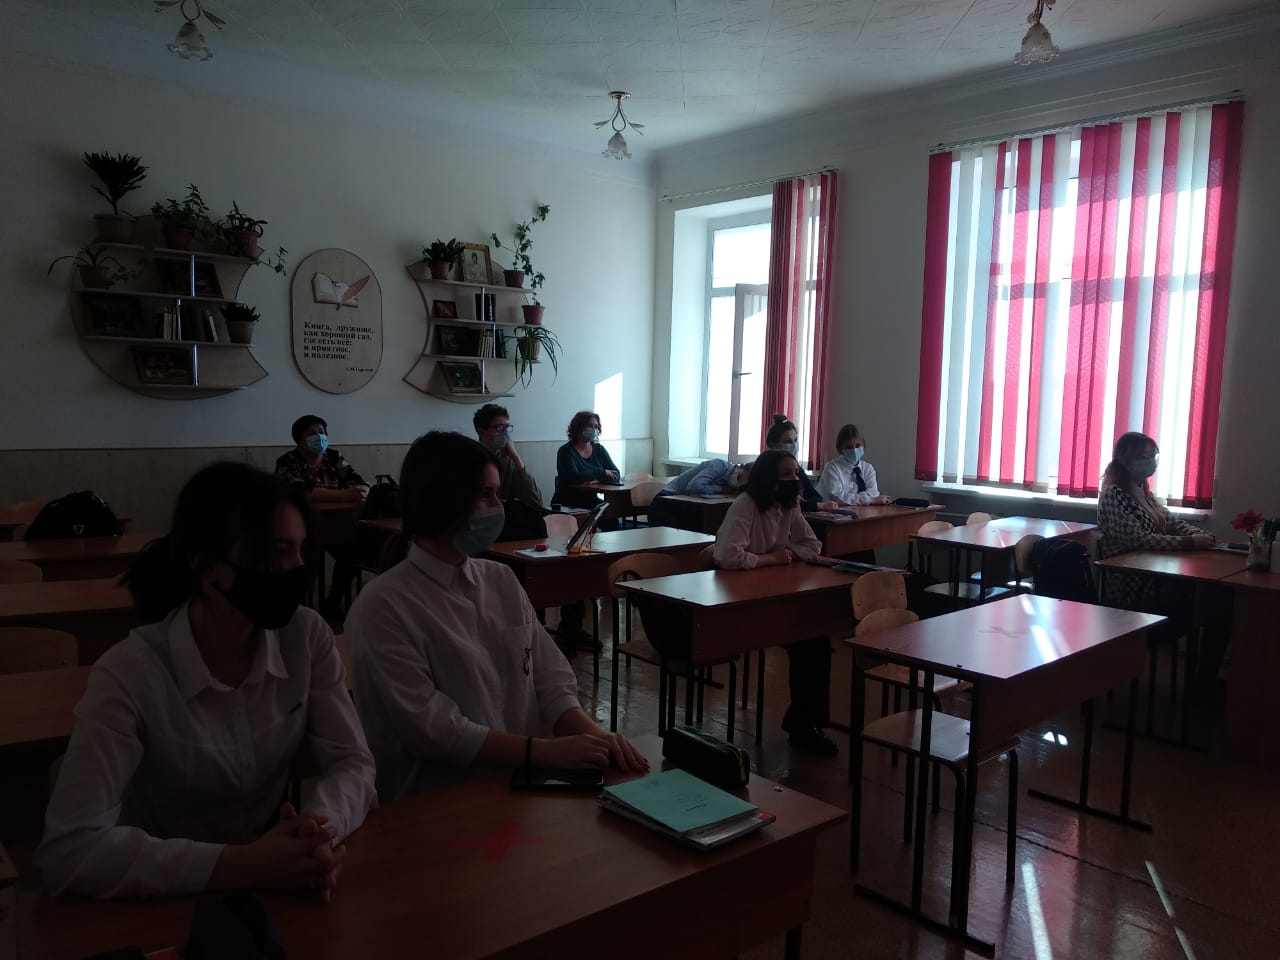 Книга, дружище,
как хороший сад,
где есть всё:
и приятное,
и полезное.